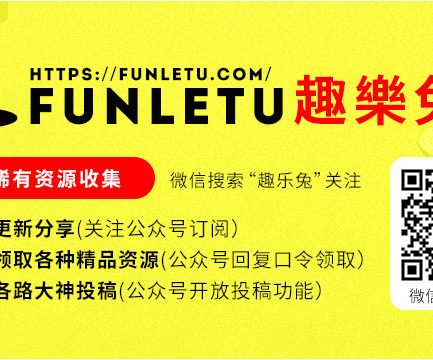 HTTPS://FUNLETU.COM/
FUNLETU 趣樂兔
稀有资源收集
微信搜索“趣乐兔”关注
更新分享(关注公众号订阅)
领取各种精品资源(公众号回复口令领取)
各路大神投稿(公众号开放投稿功能)
微信